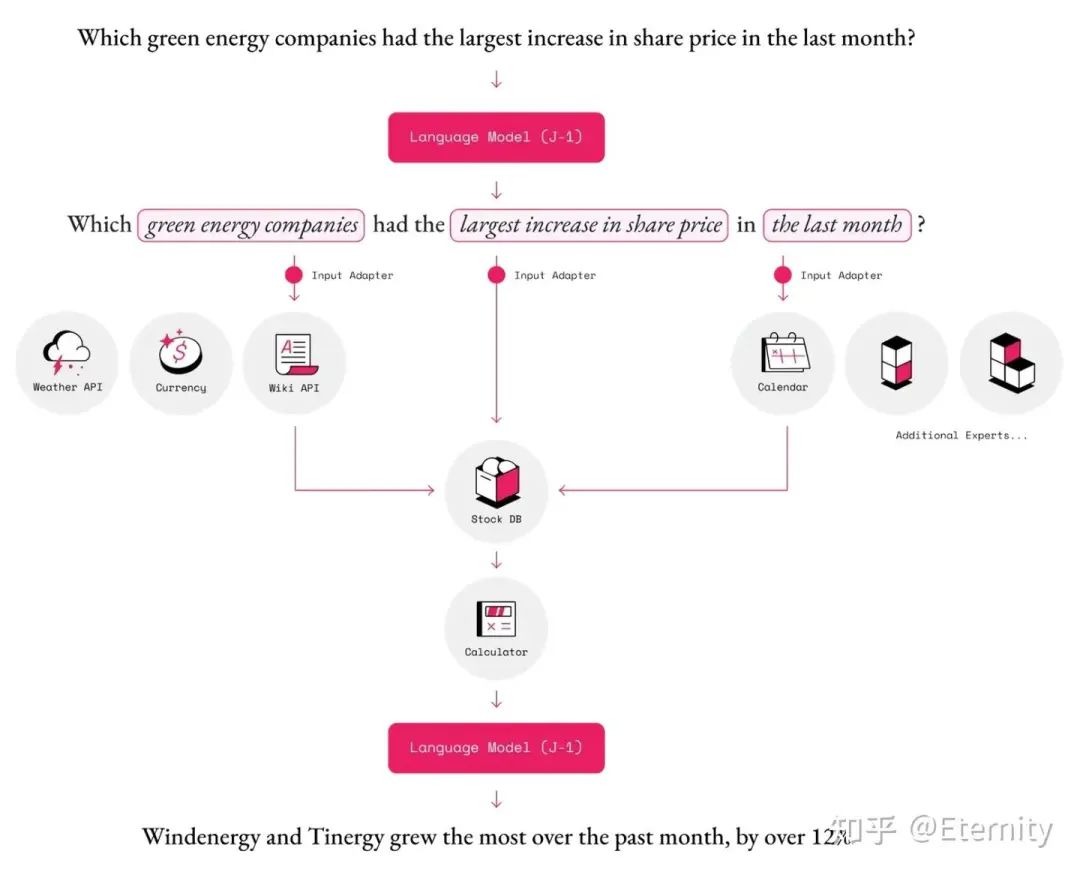 Which green energy companies had the largest increase in share price in the last month?
Language Model (J-1)
Which green energy companies had the largest increase in share price in the last month ?
Input Adapter
Input Adapter
Input Adapter
Weather API
Currency
Wiki API
Calendar
Additional Experts...
Stock DB
Calculator
Language Model (J-1)
Windenergy and Tinergy grew the most over the past month, by over 12%
知乎 @Eternity